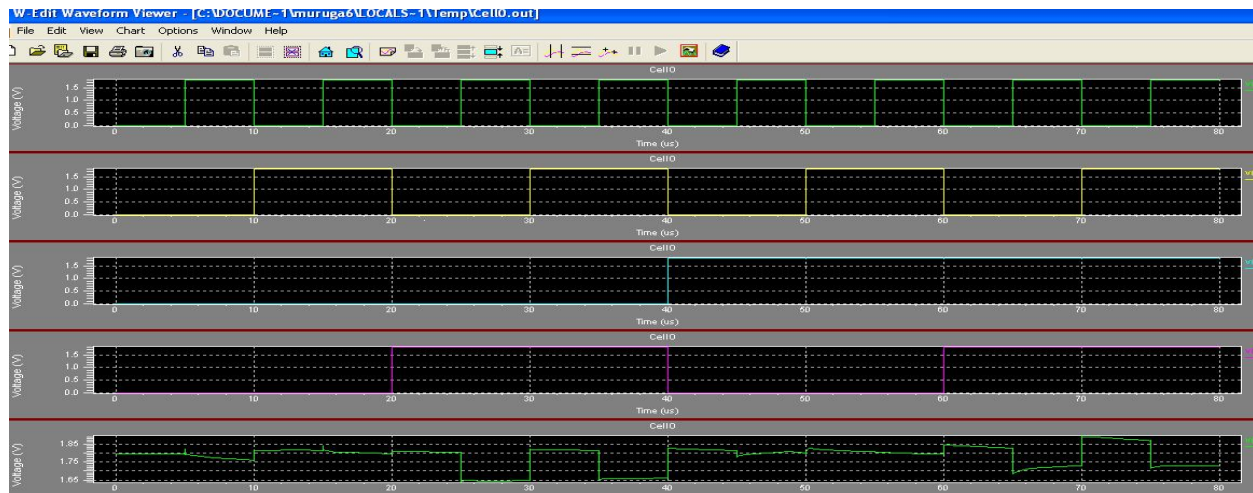 W-Edit Waveform Viewer - [C:\DOCUME~1\muruga6\LOCALS~1\Temp\Cell0.out]
File Edit View Chart Options Window Help
Cell0
Voltage (V)
1.5
1.0
0.5
0.0
0 10 20 30 40 50 60 70 80
Time (us)
Cell0
Voltage (V)
1.5
1.0
0.5
0.0
0 10 20 30 40 50 60 70 80
Time (us)
Cell0
Voltage (V)
1.5
1.0
0.5
0.0
0 10 20 30 40 50 60 70 80
Time (us)
Cell0
Voltage (V)
1.5
1.0
0.5
0.0
0 10 20 30 40 50 60 70 80
Time (us)
Cell0
Voltage (V)
1.85
1.75
1.65
0 10 20 30 40 50 60 70 80